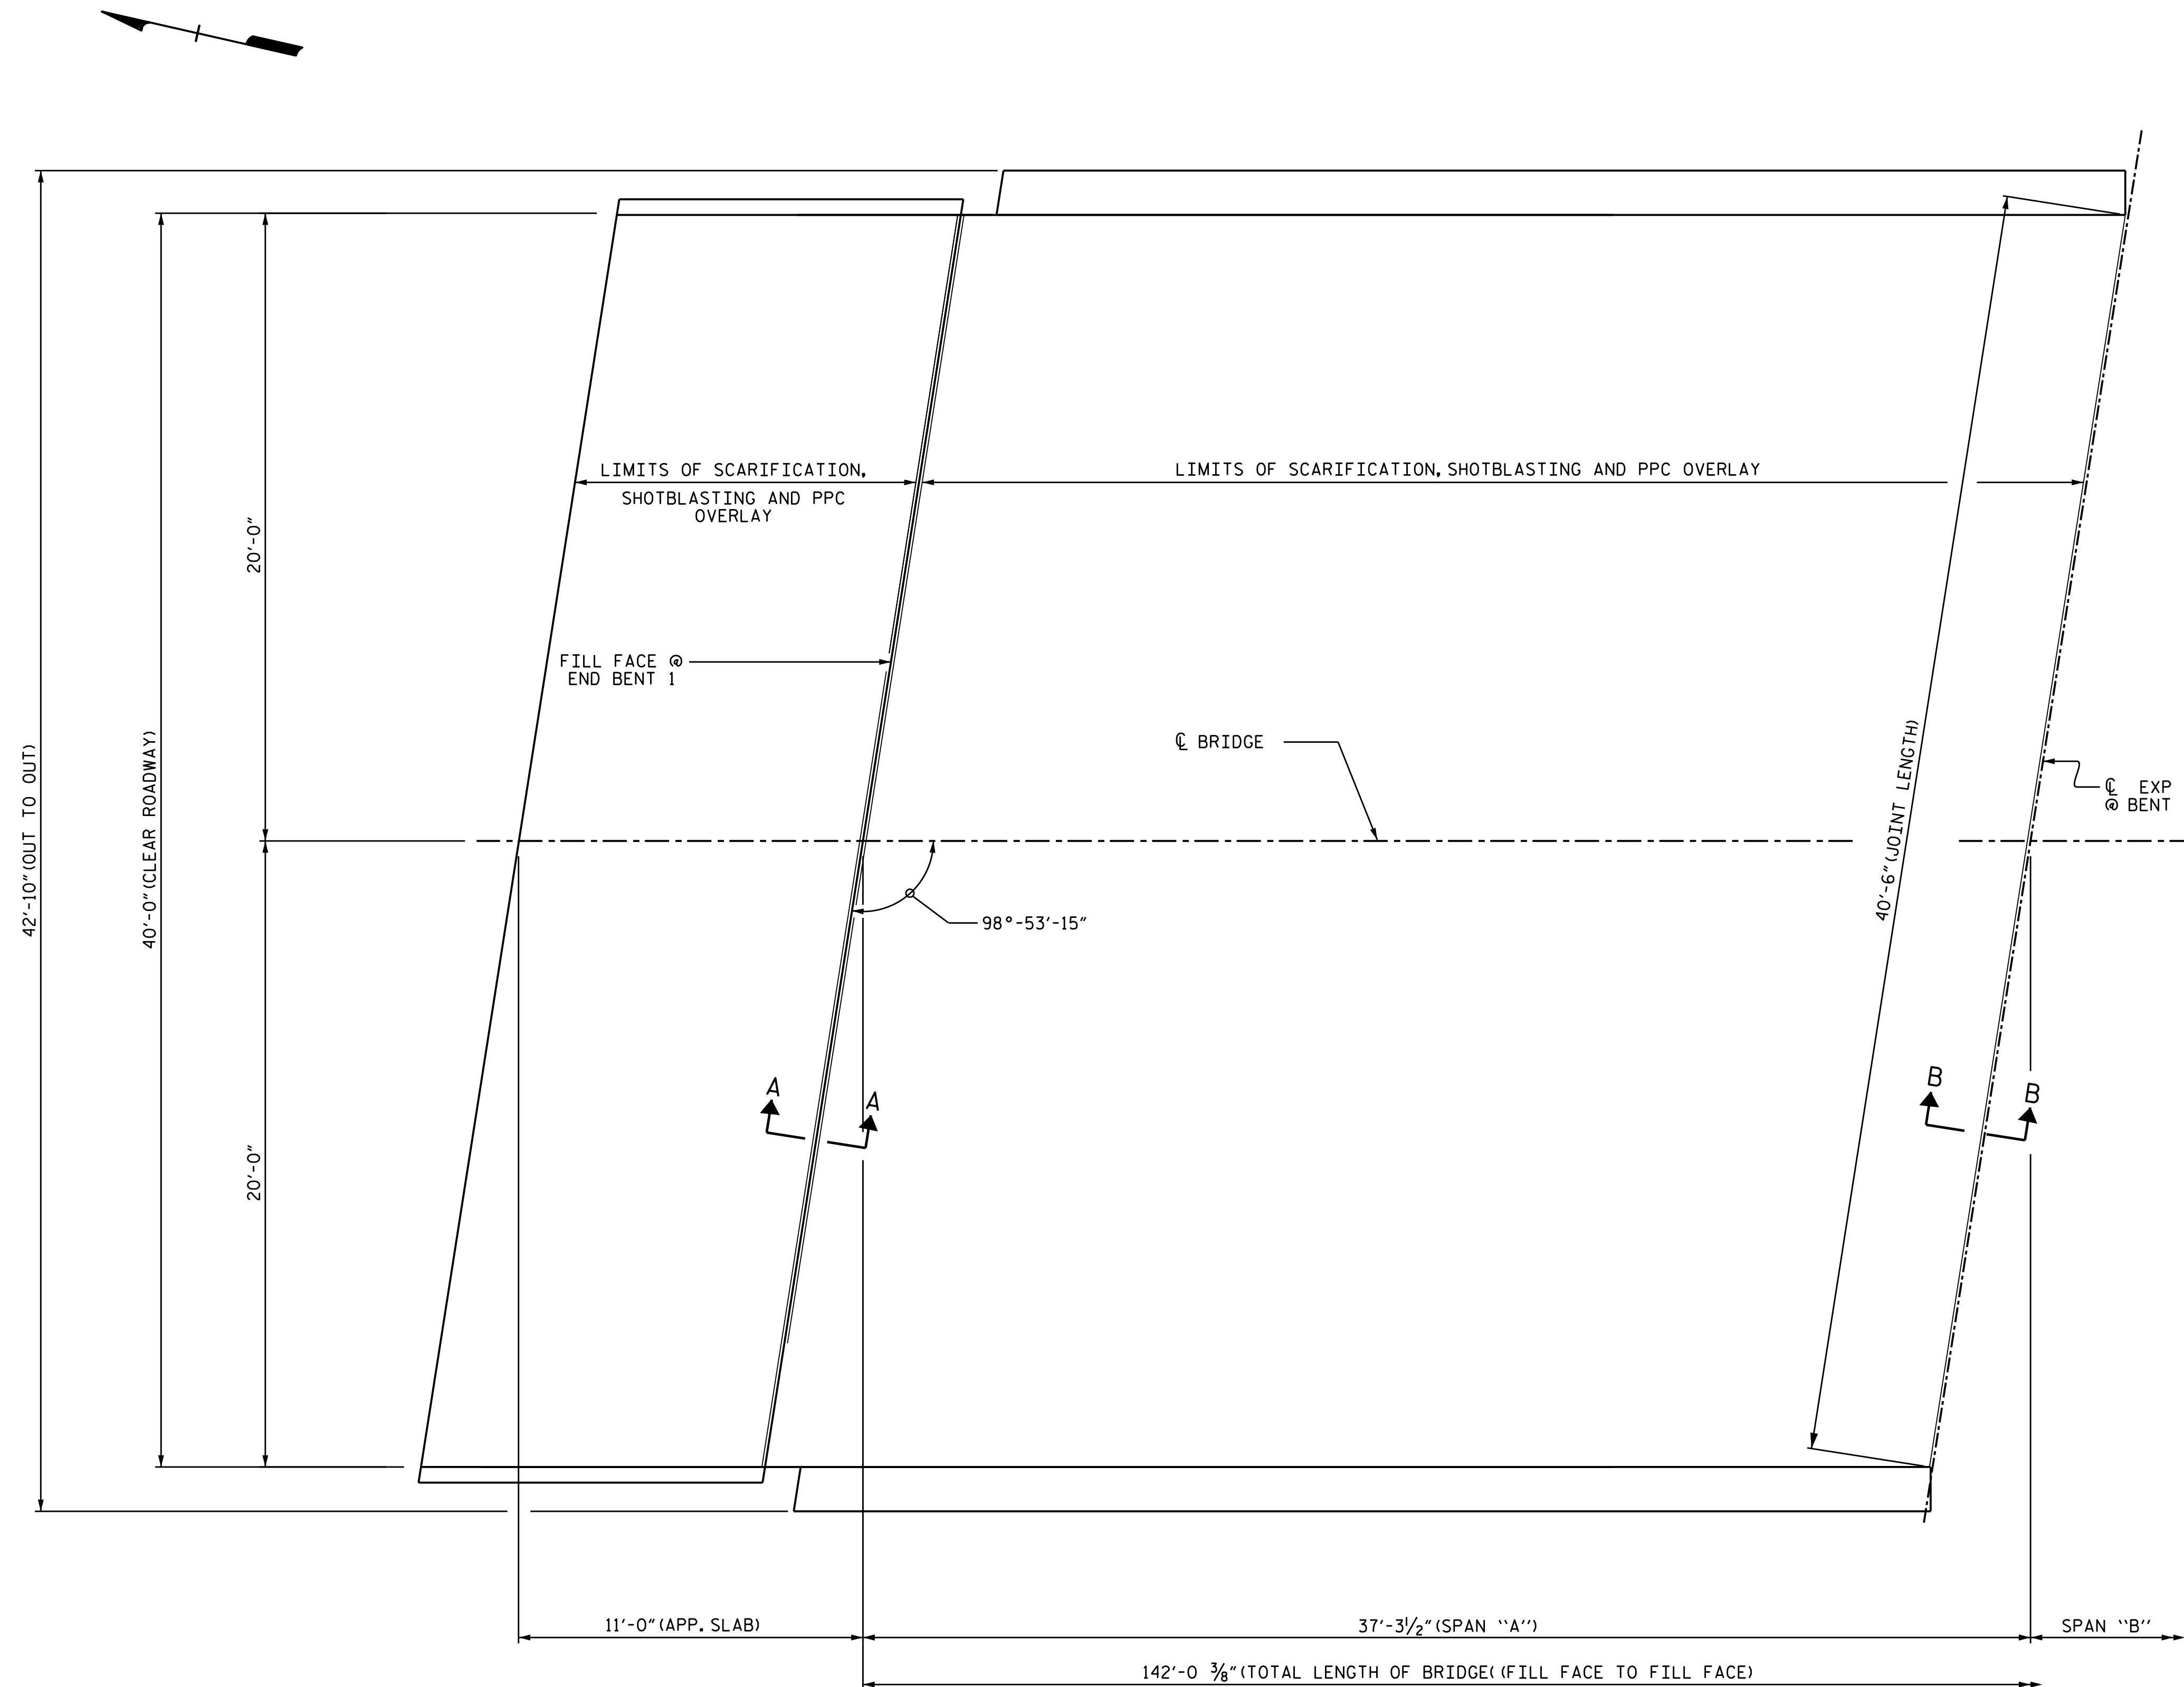 LIMITS OF SCARIFICATION,
SHOTBLASTING AND PPC
OVERLAY
LIMITS OF SCARIFICATION, SHOTBLASTING AND PPC OVERLAY
20'-0"
FILL FACE @
END BENT 1
42'-10" (OUT TO OUT)
40'-0" (CLEAR ROADWAY)
℄ BRIDGE
40'-6" (JOINT LENGTH)
℄ EXP
@ BENT
98°-53'-15"
A
A
B
B
20'-0"
11'-0" (APP. SLAB)
37'-3½" (SPAN ``A'')
SPAN ``B''
142'-0 ⅜" (TOTAL LENGTH OF BRIDGE( (FILL FACE TO FILL FACE)